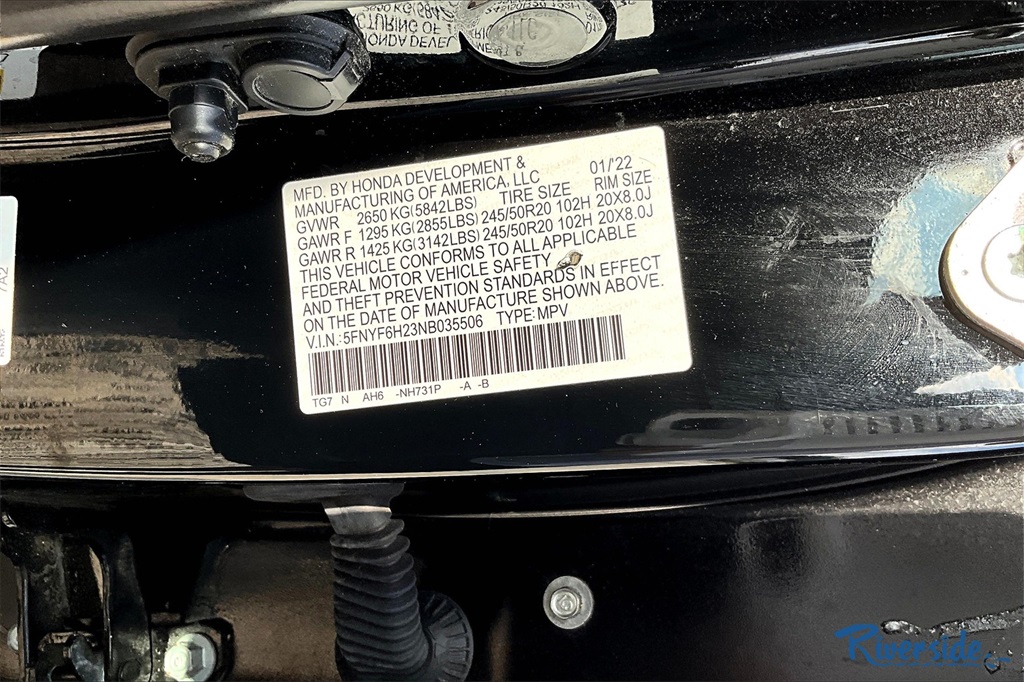 MFD. BY HONDA DEVELOPMENT & 01/'22
MANUFACTURING OF AMERICA, LLC
GVWR 2650 KG(5842LBS) TIRE SIZE RIM SIZE
GAWR F 1295 KG(2855LBS) 245/50R20 102H 20X8.0J
GAWR R 1425 KG(3142LBS) 245/50R20 102H 20X8.0J
THIS VEHICLE CONFORMS TO ALL APPLICABLE
FEDERAL MOTOR VEHICLE SAFETY
AND THEFT PREVENTION STANDARDS IN EFFECT
ON THE DATE OF MANUFACTURE SHOWN ABOVE.
V.I.N.:5FNYF6H23NB035506 TYPE:MPV
TG7 N AH6 -NH731P -A -B
Riverside